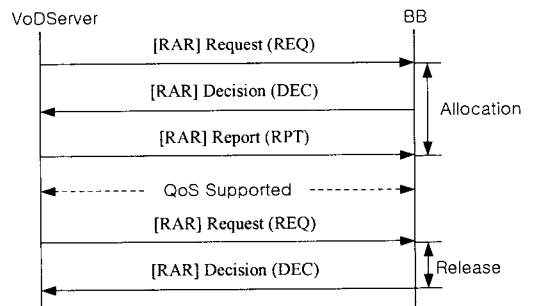 VoDServer BB
[RAR] Request (REQ)
[RAR] Decision (DEC)
Allocation
[RAR] Report (RPT)
QoS Supported
[RAR] Request (REQ)
[RAR] Decision (DEC)
Release